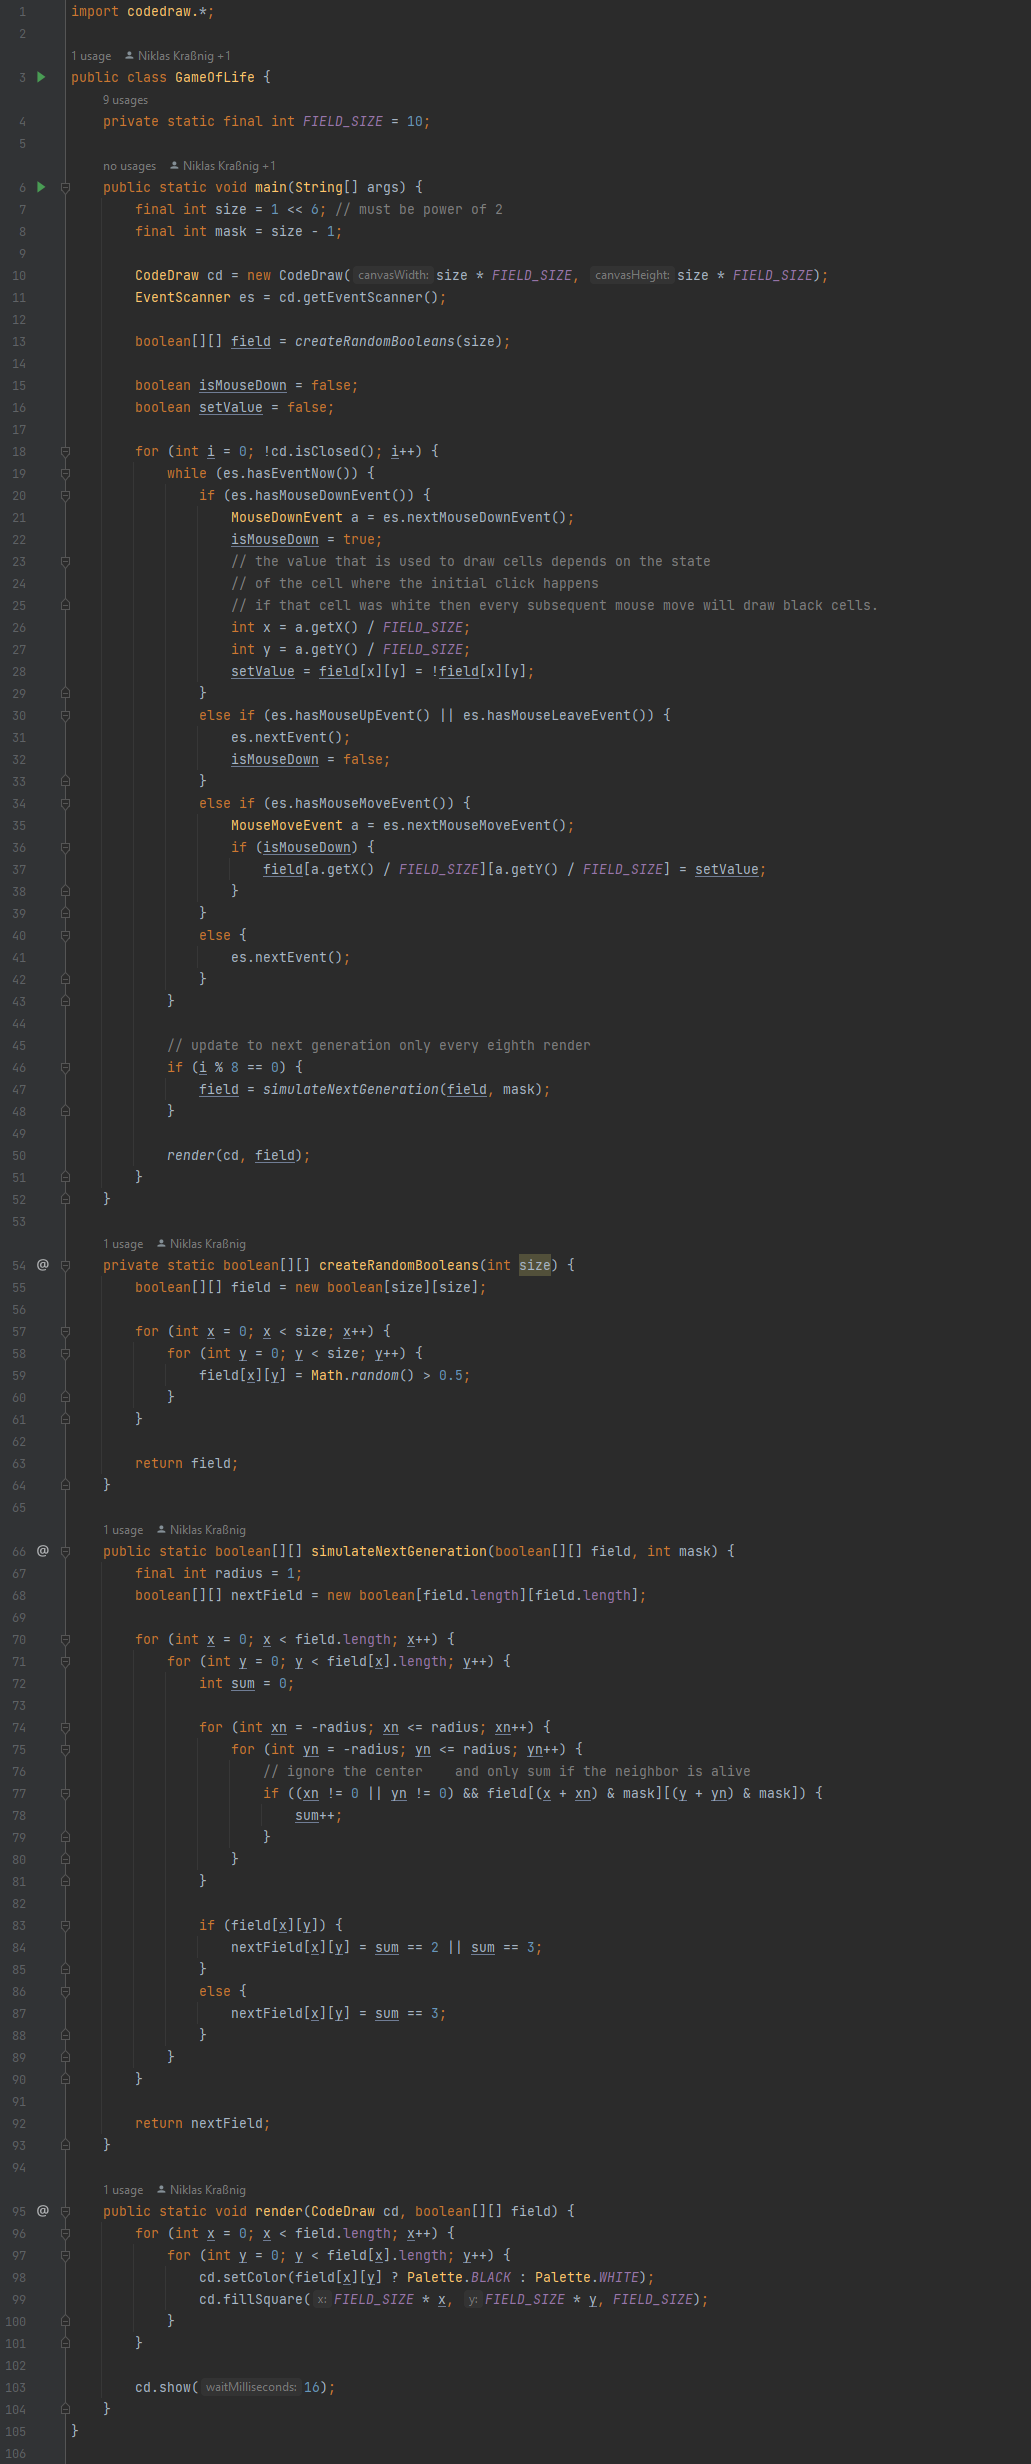 1 import codedraw.*;
2
1 usage Niklas Kraßnig +1
3 public class GameOfLife {
9 usages
4     private static final int FIELD_SIZE = 10;
5
no usages Niklas Kraßnig +1
6     public static void main(String[] args) {
7         final int size = 1 << 6; // must be power of 2
8         final int mask = size - 1;
9
10         CodeDraw cd = new CodeDraw( canvasWidth: size * FIELD_SIZE, canvasHeight: size * FIELD_SIZE);
11         EventScanner es = cd.getEventScanner();
12
13         boolean[][] field = createRandomBooleans(size);
14
15         boolean isMouseDown = false;
16         boolean setValue = false;
17
18         for (int i = 0; !cd.isClosed(); i++) {
19             while (es.hasEventNow()) {
20                 if (es.hasMouseDownEvent()) {
21                     MouseDownEvent a = es.nextMouseDownEvent();
22                     isMouseDown = true;
23                     // the value that is used to draw cells depends on the state
24                     // of the cell where the initial click happens
25                     // if that cell was white then every subsequent mouse move will draw black cells.
26                     int x = a.getX() / FIELD_SIZE;
27                     int y = a.getY() / FIELD_SIZE;
28                     setValue = field[x][y] = !field[x][y];
29                 }
30                 else if (es.hasMouseUpEvent() || es.hasMouseLeaveEvent()) {
31                     es.nextEvent();
32                     isMouseDown = false;
33                 }
34                 else if (es.hasMouseMoveEvent()) {
35                     MouseMoveEvent a = es.nextMouseMoveEvent();
36                     if (isMouseDown) {
37                         field[a.getX() / FIELD_SIZE][a.getY() / FIELD_SIZE] = setValue;
38                     }
39                 }
40                 else {
41                     es.nextEvent();
42                 }
43             }
44
45             // update to next generation only every eighth render
46             if (i % 8 == 0) {
47                 field = simulateNextGeneration(field, mask);
48             }
49
50             render(cd, field);
51         }
52     }
53
1 usage Niklas Kraßnig
54 @     private static boolean[][] createRandomBooleans(int size) {
55         boolean[][] field = new boolean[size][size];
56
57         for (int x = 0; x < size; x++) {
58             for (int y = 0; y < size; y++) {
59                 field[x][y] = Math.random() > 0.5;
60             }
61         }
62
63         return field;
64     }
65
1 usage Niklas Kraßnig
66 @     public static boolean[][] simulateNextGeneration(boolean[][] field, int mask) {
67         final int radius = 1;
68         boolean[][] nextField = new boolean[field.length][field.length];
69
70         for (int x = 0; x < field.length; x++) {
71             for (int y = 0; y < field[x].length; y++) {
72                 int sum = 0;
73
74                 for (int xn = -radius; xn <= radius; xn++) {
75                     for (int yn = -radius; yn <= radius; yn++) {
76                         // ignore the center    and only sum if the neighbor is alive
77                         if ((xn != 0 || yn != 0) && field[(x + xn) & mask][(y + yn) & mask]) {
78                             sum++;
79                         }
80                     }
81                 }
82
83                 if (field[x][y]) {
84                     nextField[x][y] = sum == 2 || sum == 3;
85                 }
86                 else {
87                     nextField[x][y] = sum == 3;
88                 }
89             }
90         }
91
92         return nextField;
93     }
94
1 usage Niklas Kraßnig
95 @     public static void render(CodeDraw cd, boolean[][] field) {
96         for (int x = 0; x < field.length; x++) {
97             for (int y = 0; y < field[x].length; y++) {
98                 cd.setColor(field[x][y] ? Palette.BLACK : Palette.WHITE);
99                 cd.fillSquare( x: FIELD_SIZE * x, y: FIELD_SIZE * y, FIELD_SIZE);
100             }
101         }
102
103         cd.show( waitMilliseconds: 16);
104     }
105 }
106